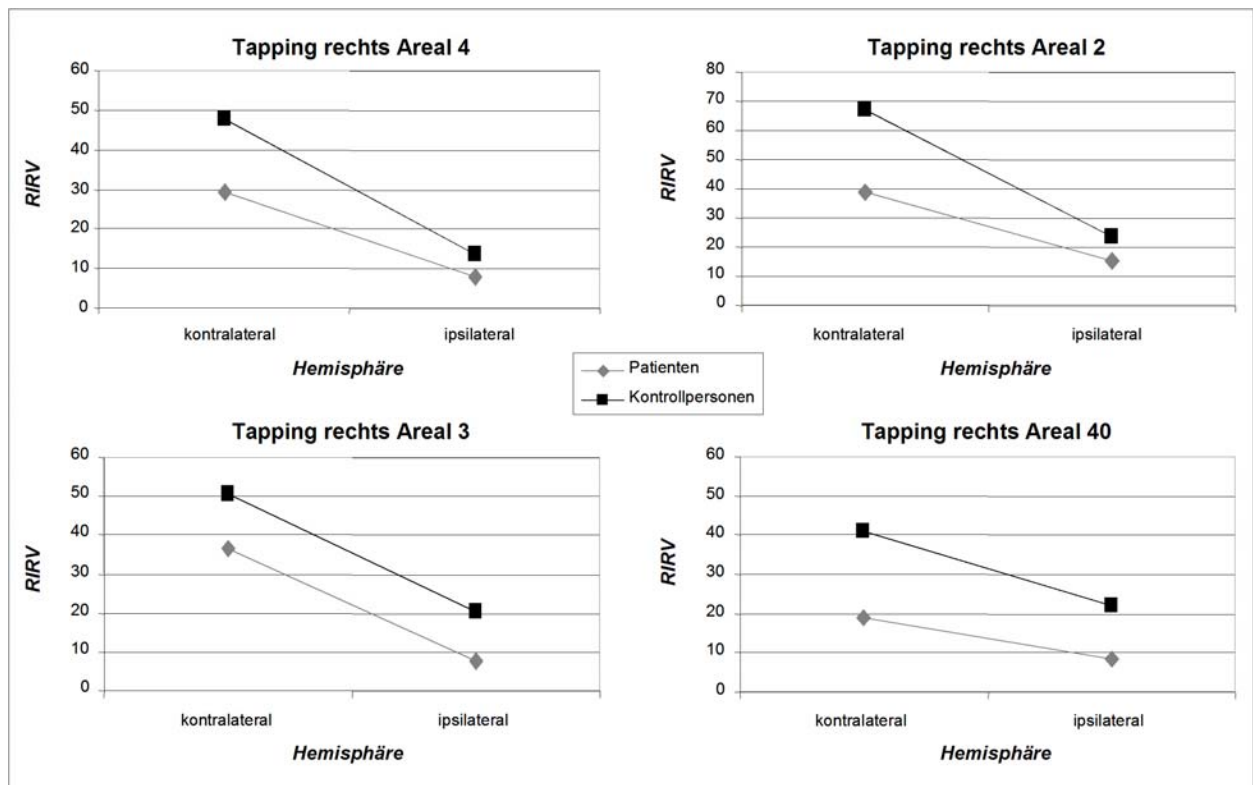 Tapping rechts Areal 4
60
50
40
30
20
10
0
RIRV
kontralateral ipsilateral
Hemisphäre
Tapping rechts Areal 2
80
70
60
50
40
30
20
10
0
RIRV
kontralateral ipsilateral
Hemisphäre
Patienten
Kontrollpersonen
Tapping rechts Areal 3
60
50
40
30
20
10
0
RIRV
kontralateral ipsilateral
Hemisphäre
Tapping rechts Areal 40
60
50
40
30
20
10
0
RIRV
kontralateral ipsilateral
Hemisphäre